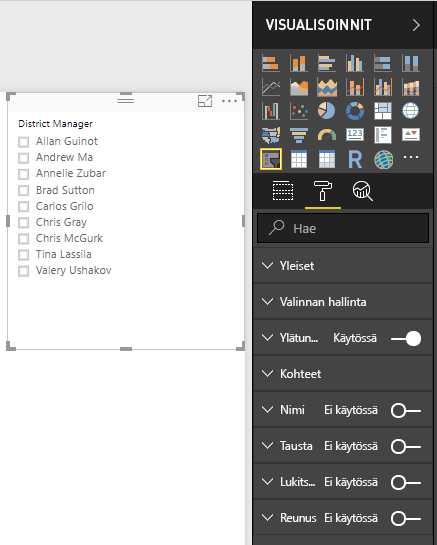 VISUALISOINNIT
District Manager
Allan Guinot
Andrew Ma
Annelie Zubar
Brad Sutton
Carlos Grilo
Chris Gray
Chris McGurk
Tina Lassila
Valery Ushakov
123
R
Hae
Yleiset
Valinnan hallinta
Ylätun... Käytössä
Kohteet
Nimi Ei käytössä
Tausta Ei käytössä
Lukits... Ei käytössä
Reunus Ei käytössä